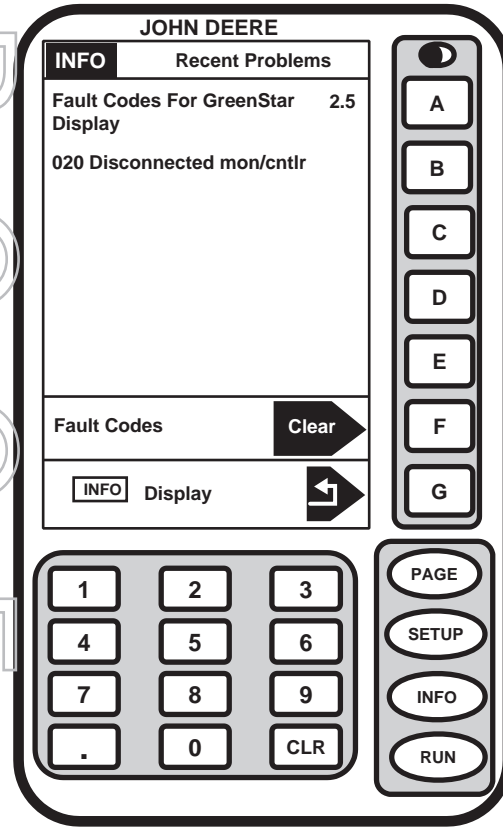 JOHN DEERE
INFO Recent Problems
Fault Codes For GreenStar 2.5
Display
020 Disconnected mon/cntlr
Fault Codes Clear
INFO Display
A
B
C
D
E
F
G
PAGE
SETUP
INFO
RUN
1 2 3
4 5 6
7 8 9
. 0 CLR